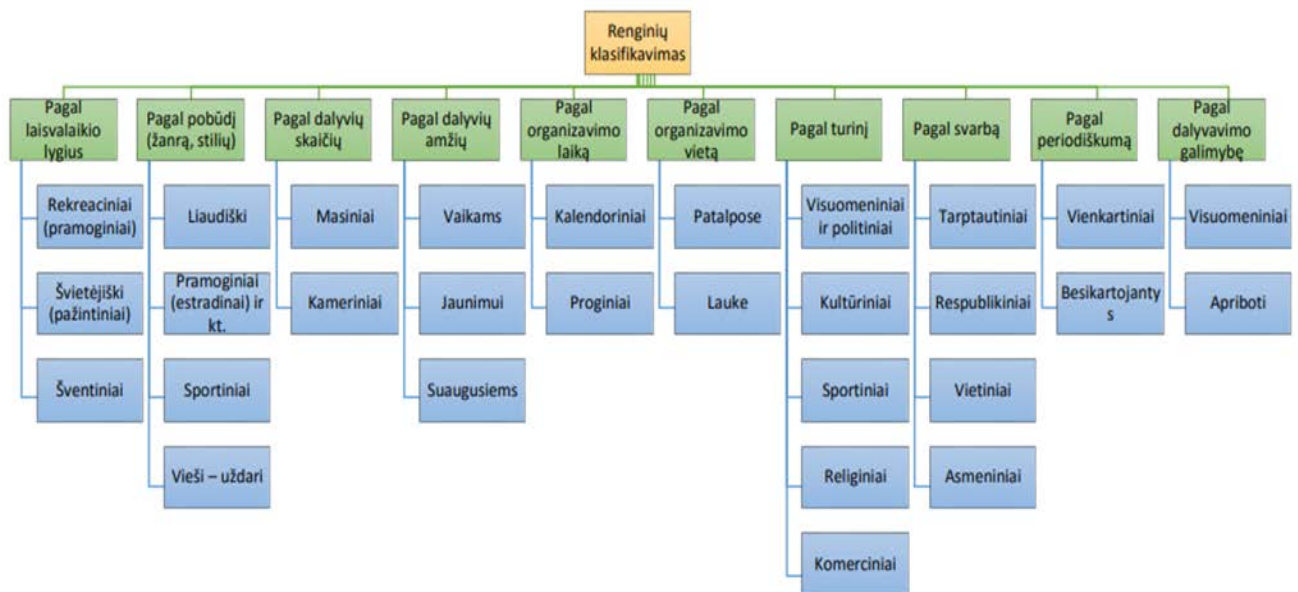 Renginių
klasifikavimas
Pagal
laisvalaikio
lygius
Pagal pobūdį
(žanrą, stilių)
Pagal dalyvių
skaičių
Pagal dalyvių
amžių
Pagal
organizavimo
laiką
Pagal
organizavimo
vietą
Pagal turinį
Pagal svarbą
Pagal
periodiškumą
Pagal
dalyvavimo
galimybę
Rekreaciniai
(pramoginiai)
Švietėjiški
(pažintiniai)
Šventiniai
Liaudiški
Pramoginiai
(estradinai) ir
kt.
Sportiniai
Vieši – uždari
Masiniai
Kameriniai
Vaikams
Jaunimui
Suaugusiems
Kalendoriniai
Proginiai
Patalpose
Lauke
Visuomeniniai
ir politiniai
Kultūriniai
Sportiniai
Religiniai
Komerciniai
Tarptautiniai
Respublikiniai
Vietiniai
Asmeniniai
Vienkartiniai
Besikartojanty
s
Visuomeniniai
Apriboti